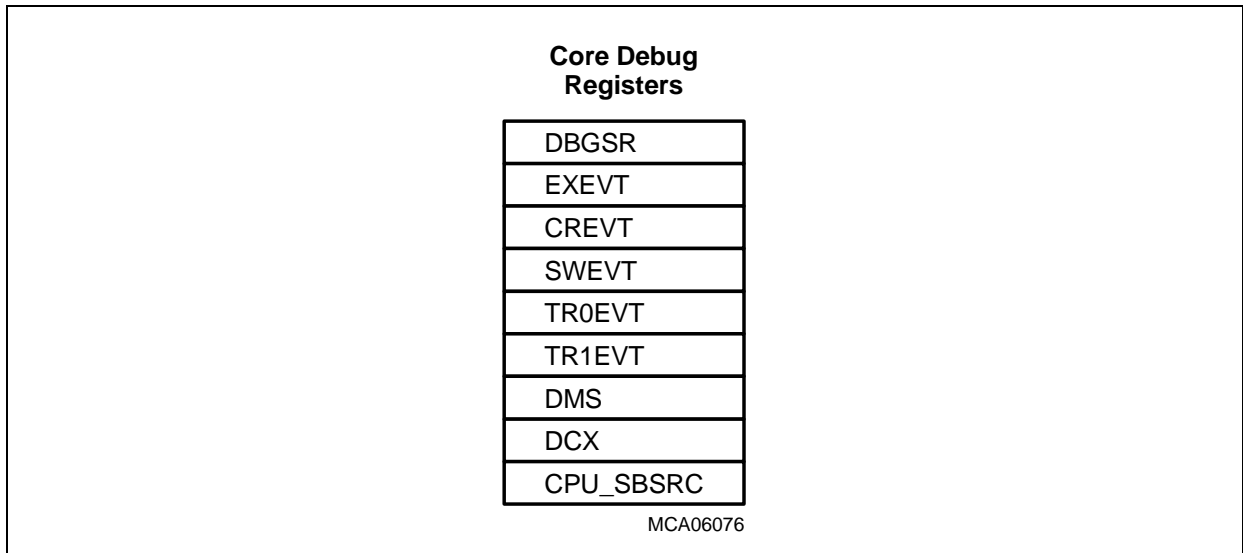 Core Debug
Registers
DBGSR
EXEVT
CREVT
SWEVT
TR0EVT
TR1EVT
DMS
DCX
CPU_SBSRC
MCA06076